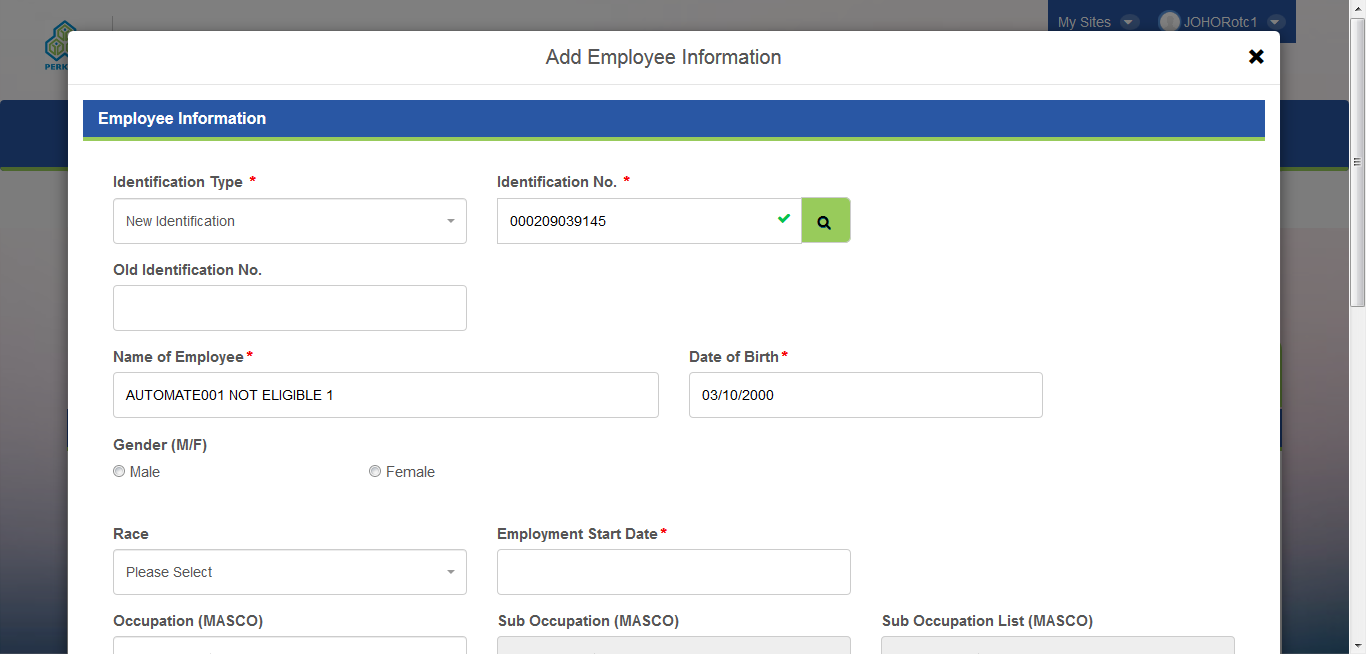 My Sites JOHORotc1
PERK
Add Employee Information
Employee Information
Identification Type * Identification No. *
New Identification 000209039145
Old Identification No.
Name of Employee* Date of Birth*
AUTOMATE001 NOT ELIGIBLE 1 03/10/2000
Gender (M/F)
Male Female
Race Employment Start Date*
Please Select
Occupation (MASCO) Sub Occupation (MASCO) Sub Occupation List (MASCO)